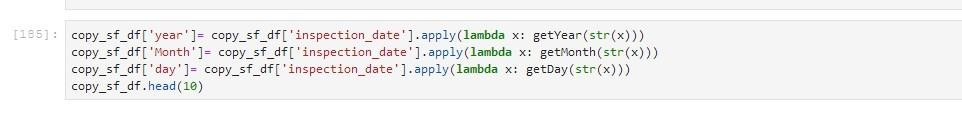 [185]:
copy_sf_df['year']= copy_sf_df['inspection_date'].apply(lambda x: getYear(str(x)))
copy_sf_df['Month']= copy_sf_df['inspection_date'].apply(lambda x: getMonth(str(x)))
copy_sf_df['day']= copy_sf_df['inspection_date'].apply(lambda x: getDay(str(x)))
copy_sf_df.head(10)